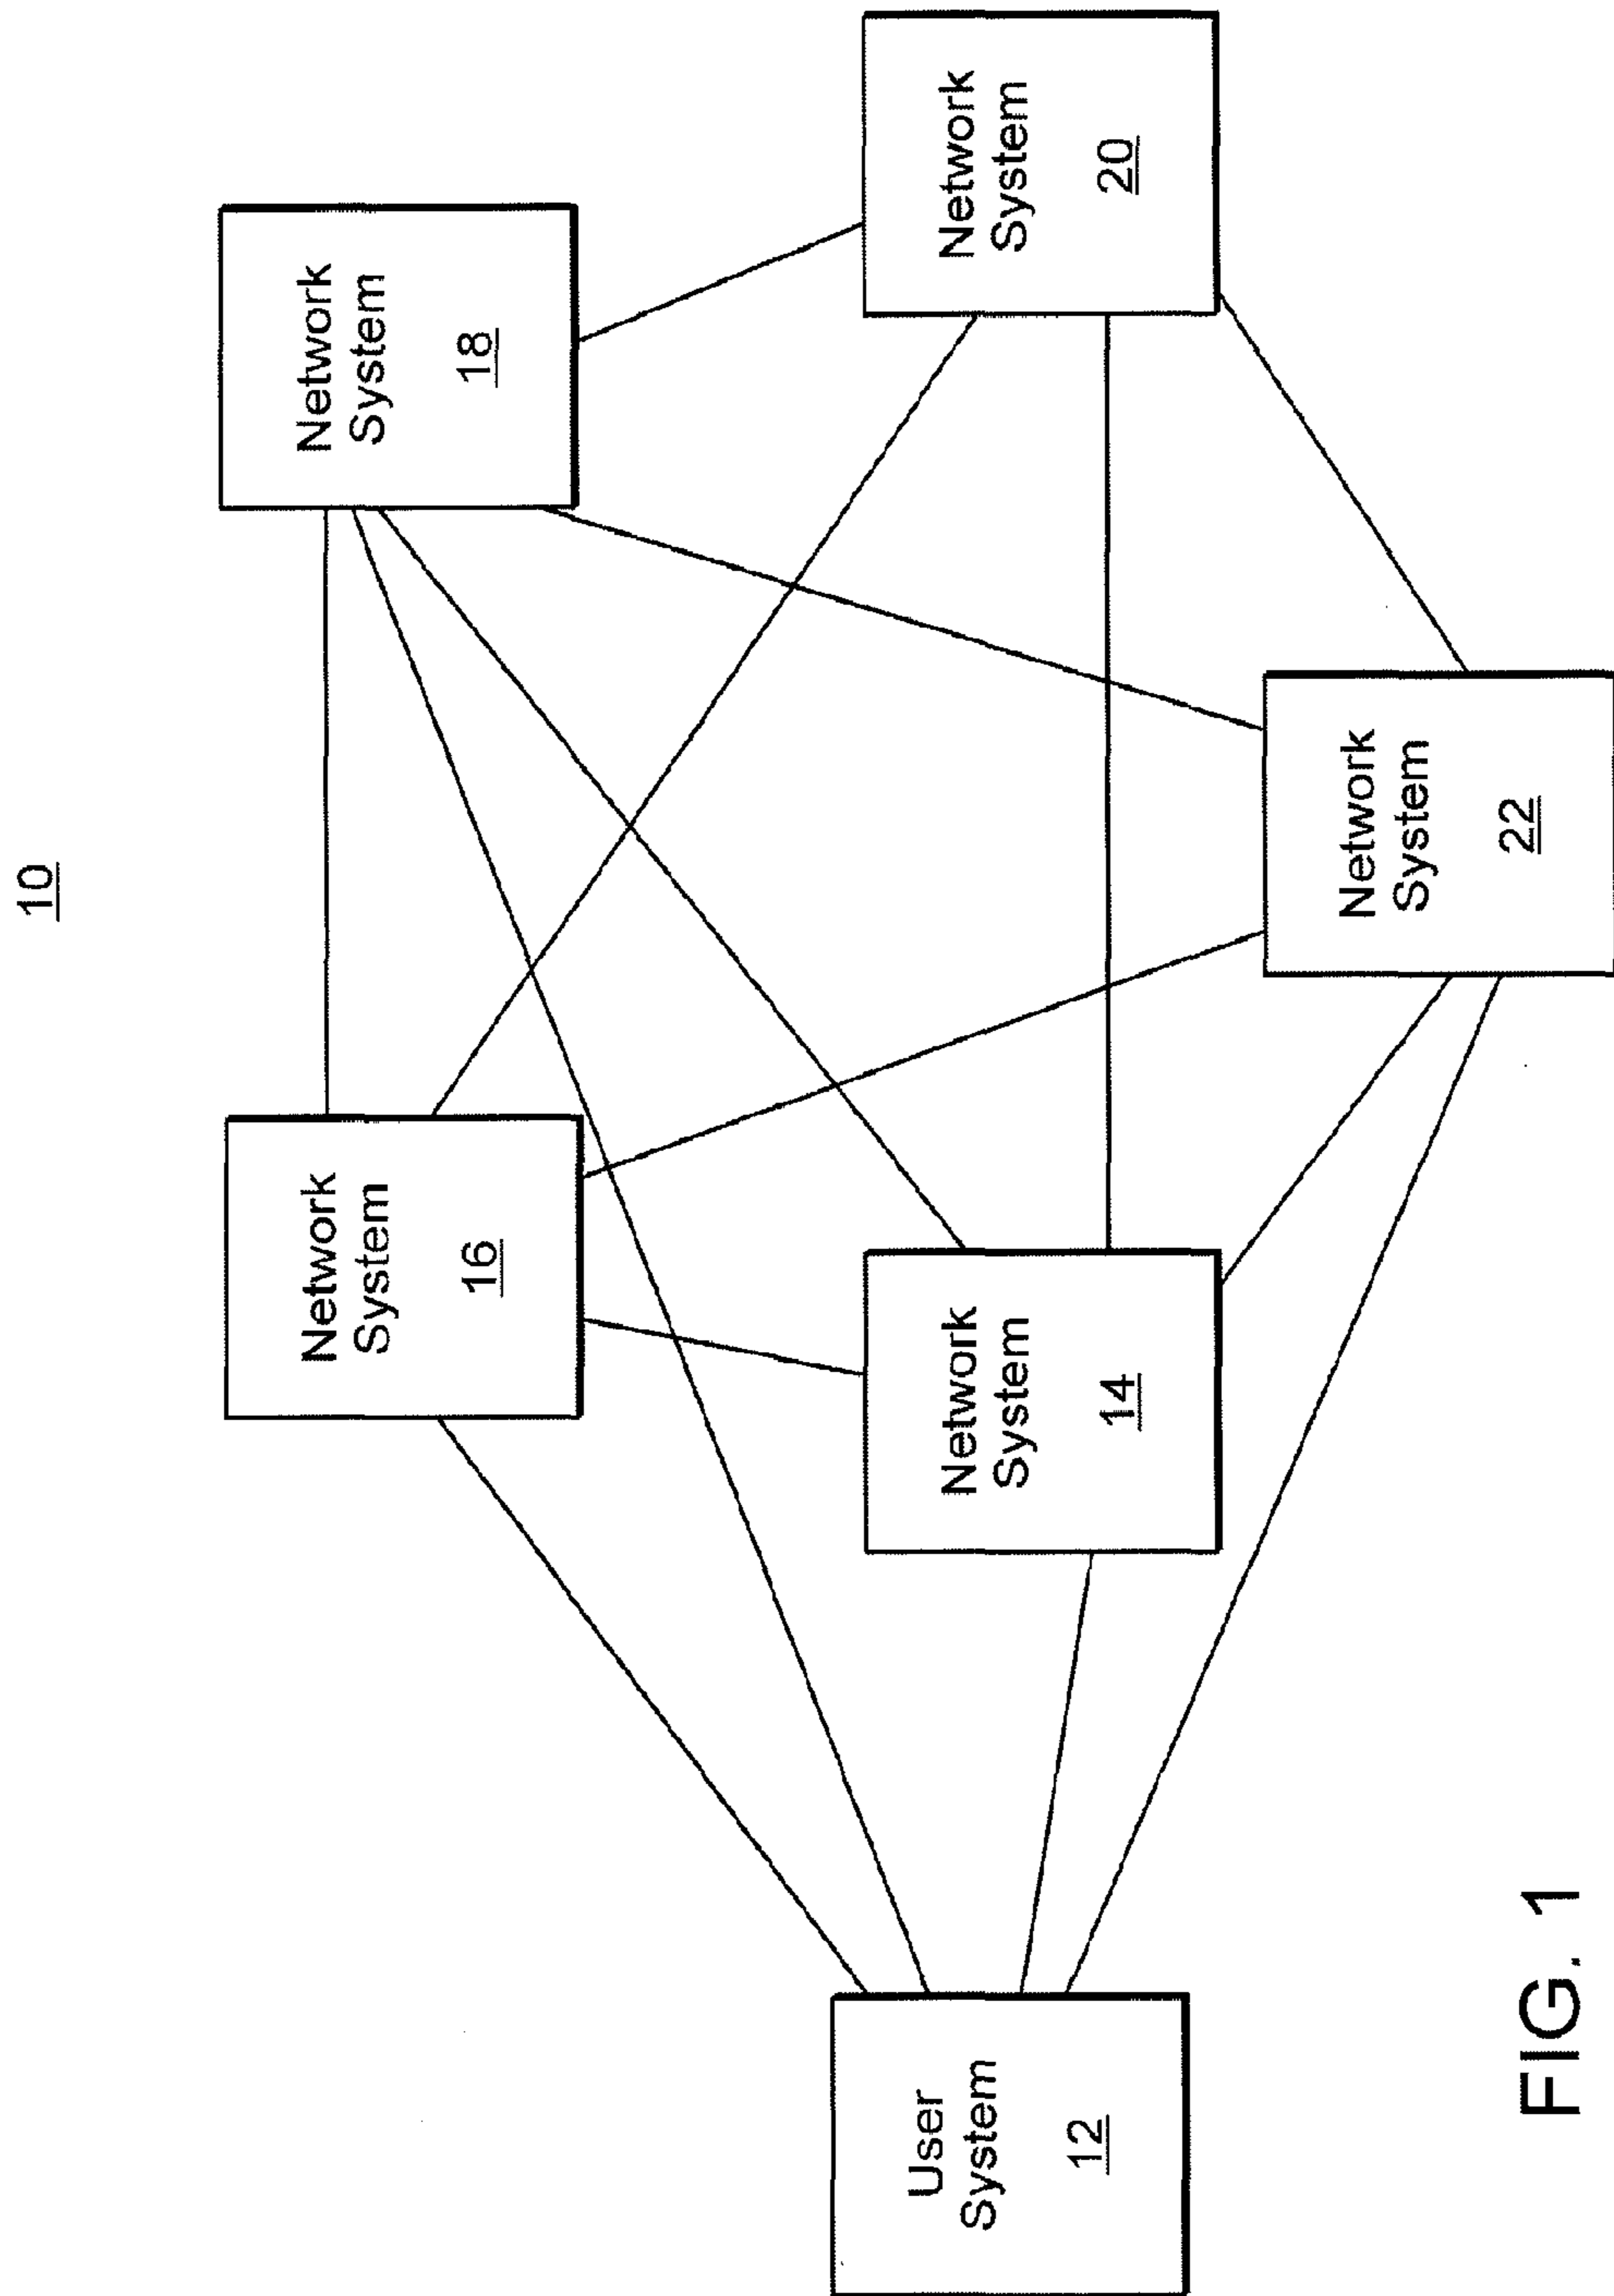 10
Network
System
16
Network
System
18
User
System
12
Network
System
14
Network
System
20
Network
System
22
FIG. 1